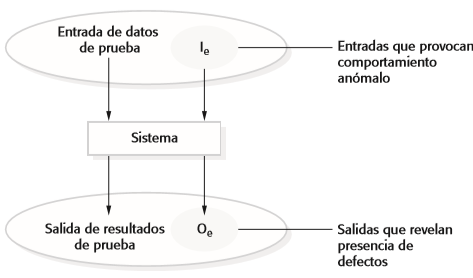 Entrada de datos
de prueba
Iₑ
Entradas que provocan
comportamiento
anómalo
Sistema
Salida de resultados
de prueba
Oₑ
Salidas que revelan
presencia de
defectos